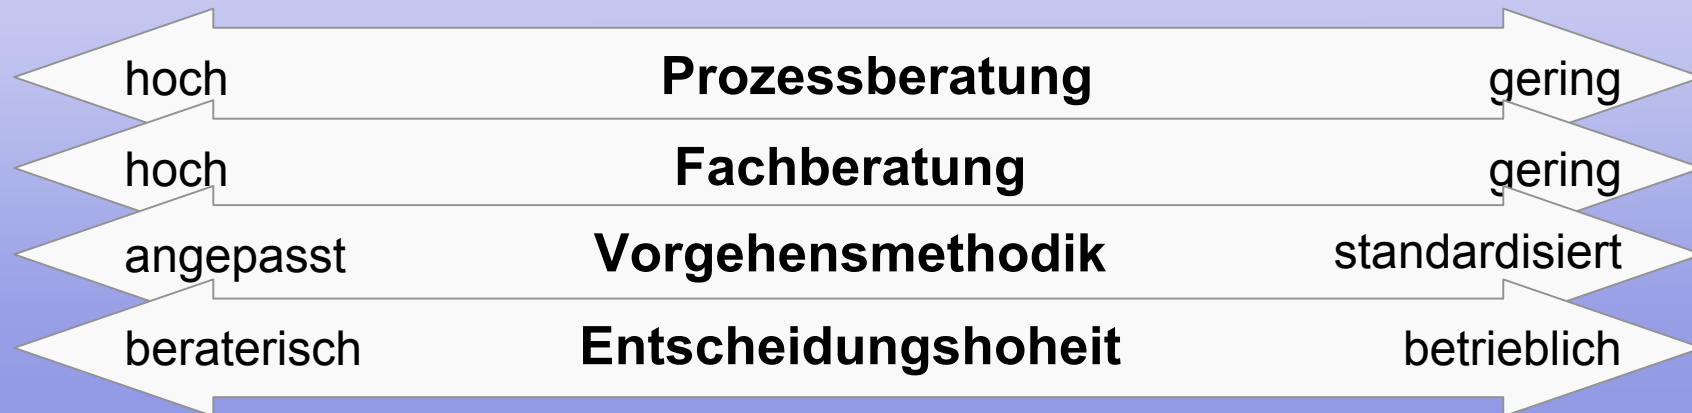 hoch Prozessberatung gering
hoch Fachberatung gering
angepasst Vorgehensmethodik standardisiert
beraterisch Entscheidungshoheit betrieblich